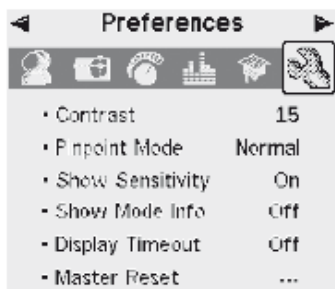 Preferences
• Contrast 15
• Pinpoint Mode Normal
• Show Sensitivity On
• Show Mode Info Off
• Display Timeout Off
• Master Reset ...